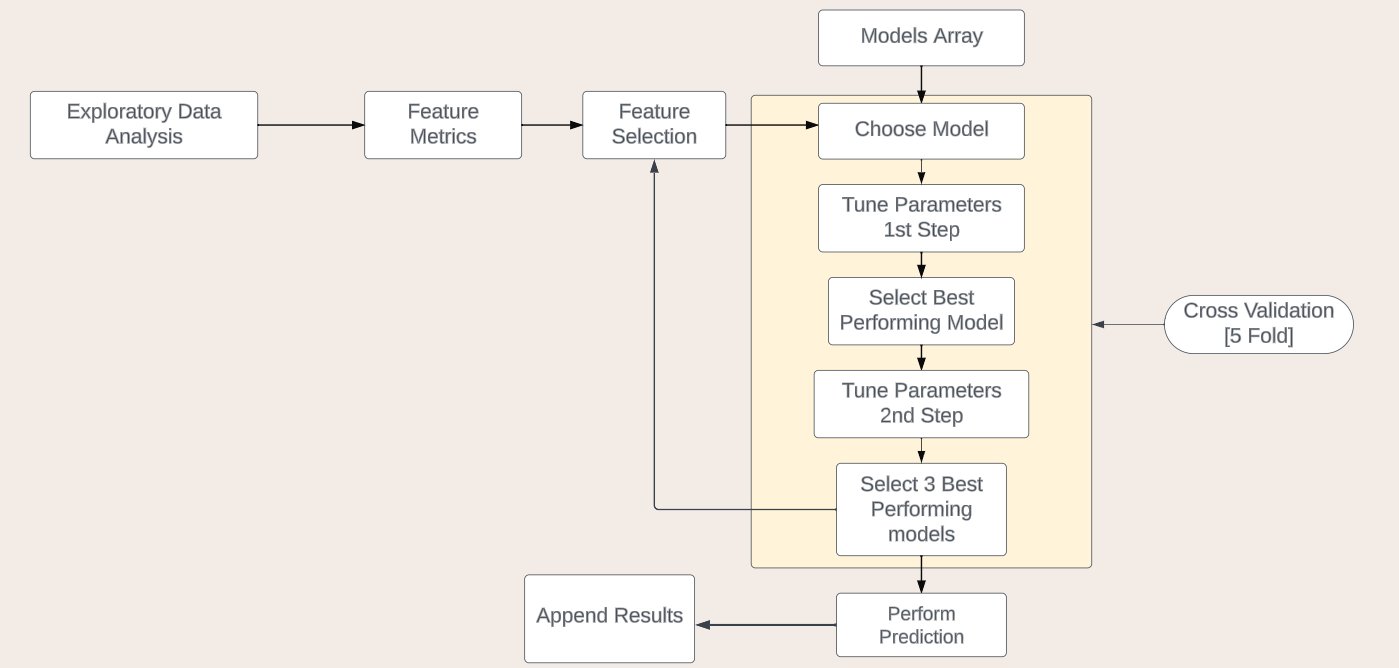 Models Array
Exploratory Data
Analysis
Feature
Metrics
Feature
Selection
Choose Model
Tune Parameters
1st Step
Select Best
Performing Model
Cross Validation
[5 Fold]
Tune Parameters
2nd Step
Select 3 Best
Performing
models
Append Results
Perform
Prediction